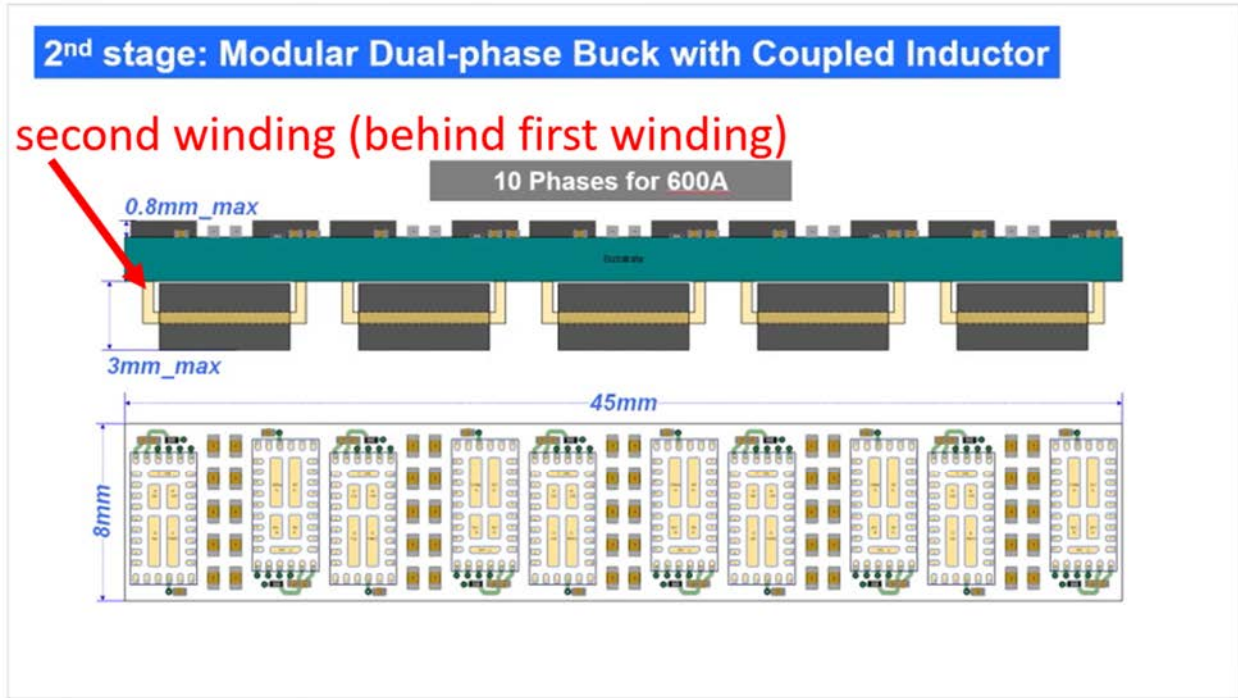 2nd stage: Modular Dual-phase Buck with Coupled Inductor
second winding (behind first winding)
10 Phases for 600A
0.8mm_max
3mm_max
45mm
8mm